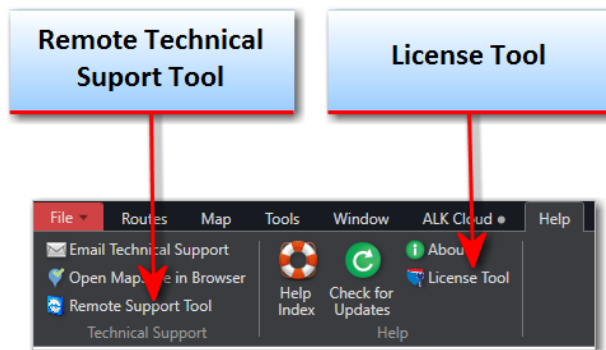 Remote Technical
Suport Tool
License Tool
File Routes Map Tools Window ALK Cloud Help
Email Technical Support
Open in Browser
Remote Support Tool
Technical Support
Help
Index
Check for
Updates
About
License Tool
Help